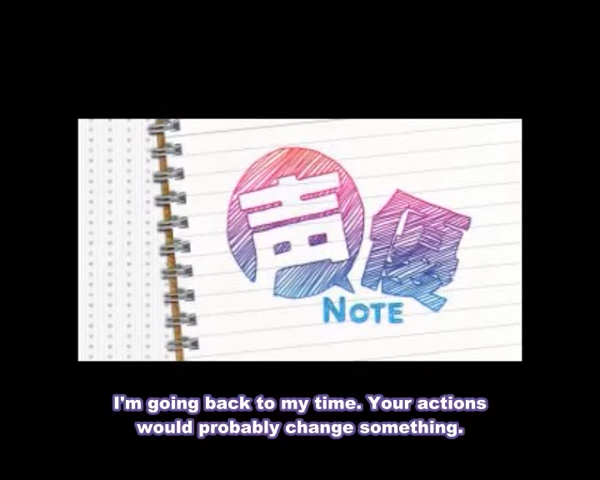 声優
NOTE
I'm going back to my time. Your actions
would probably change something.